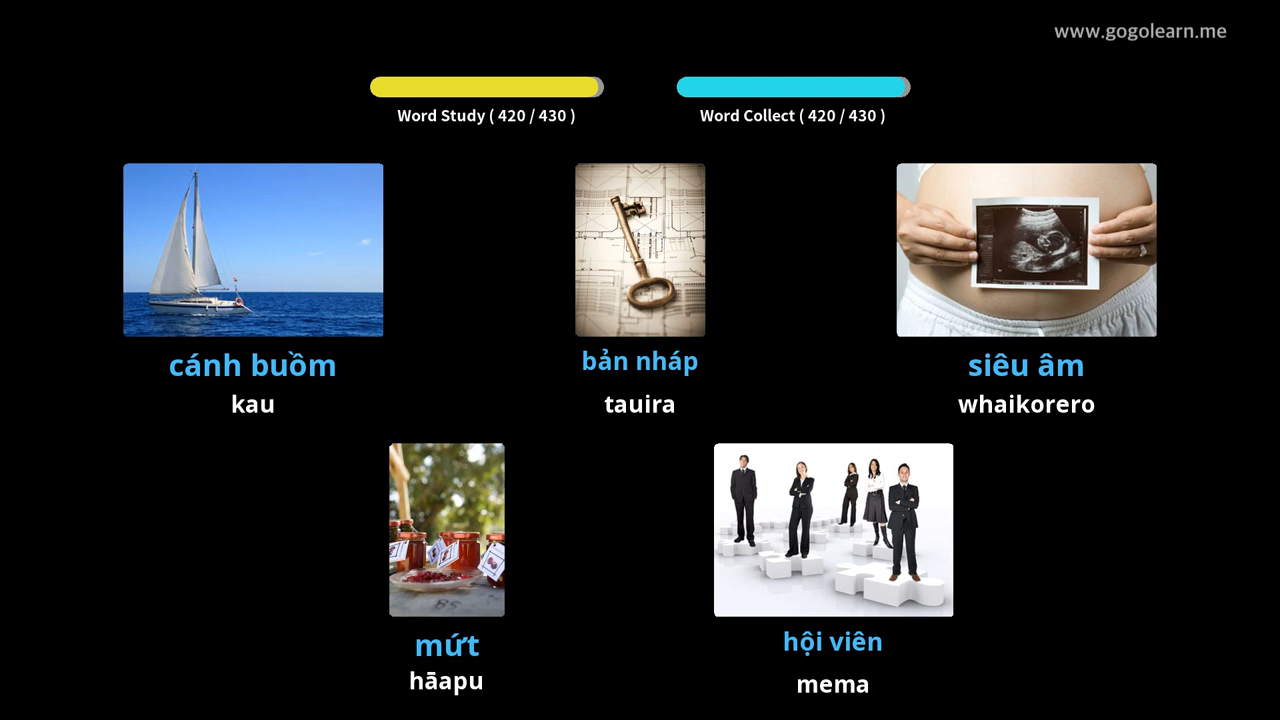 www.gogolearn.me
Word Study ( 420 / 430 )
Word Collect ( 420 / 430 )
cánh buồm
kau
bản nháp
tauira
siêu âm
whaikorero
mứt
hāapu
hội viên
mema